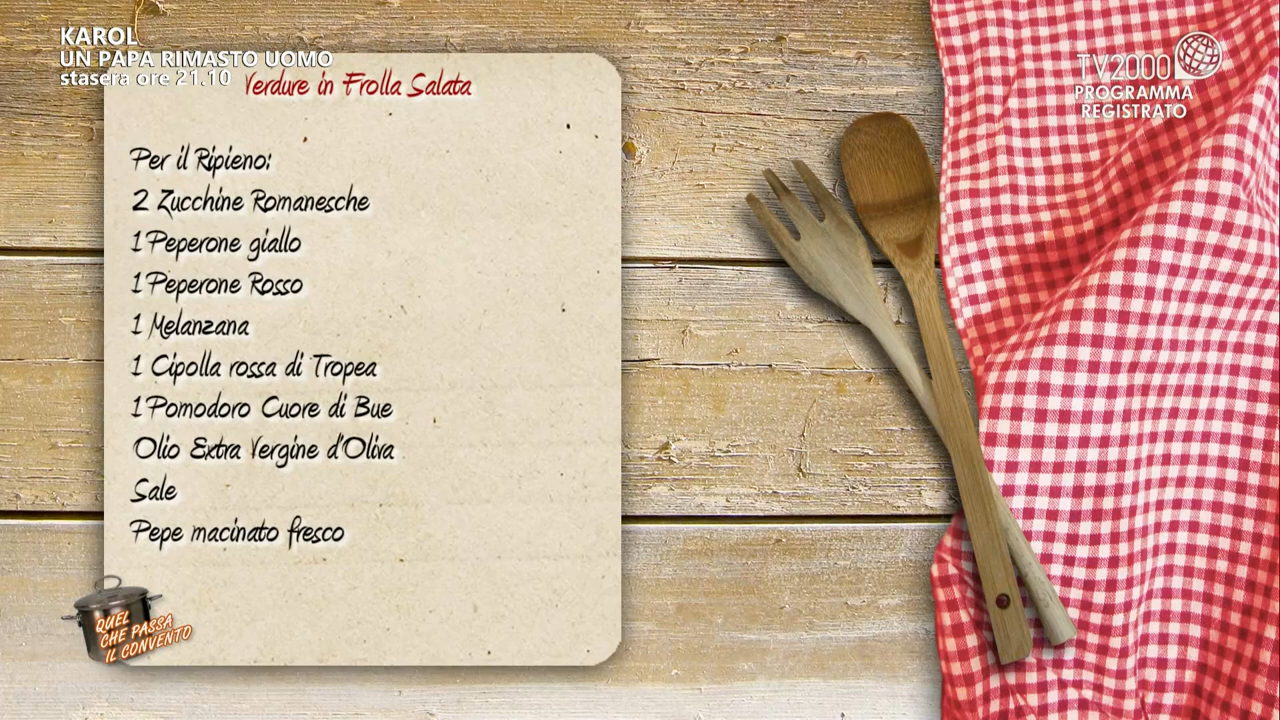 KAROL
UN PAPA RIMASTO UOMO
stasera ore 21.10
TV2000
PROGRAMMA
REGISTRATO
Verdure in Frolla Salata
Per il Ripieno:
2 Zucchine Romanesche
1 Peperone giallo
1 Peperone Rosso
1 Melanzana
1 Cipolla rossa di Tropea
1 Pomodoro Cuore di Bue
Olio Extra Vergine d'Oliva
Sale
Pepe macinato fresco
QUEL
CHE PASSA
IL CONVENTO